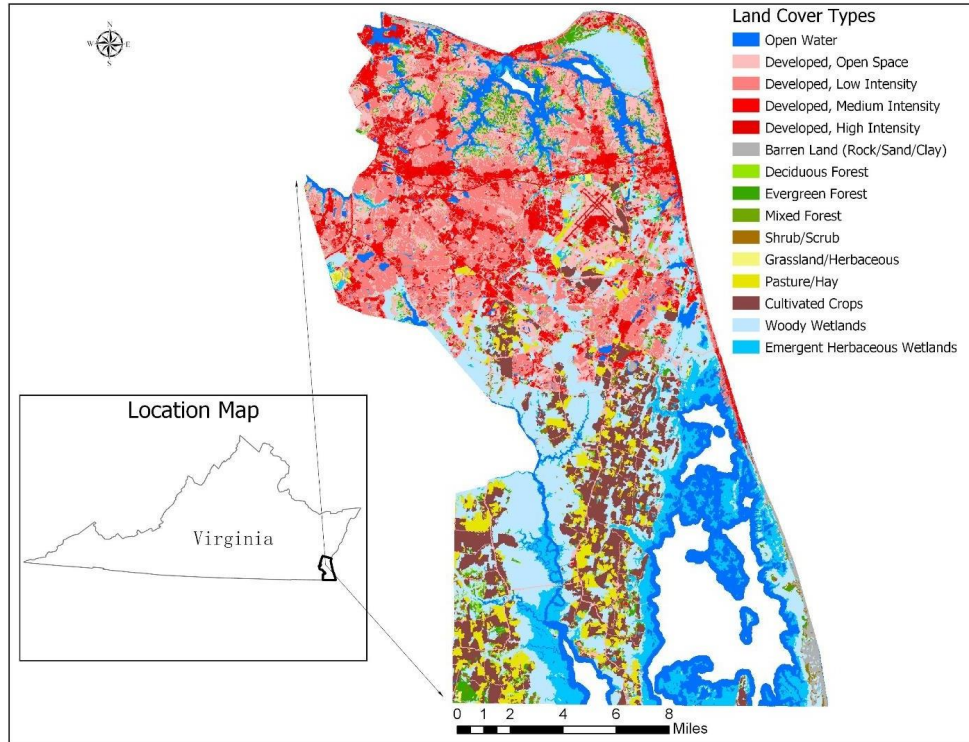 N
W E
S
Land Cover Types
Open Water
Developed, Open Space
Developed, Low Intensity
Developed, Medium Intensity
Developed, High Intensity
Barren Land (Rock/Sand/Clay)
Deciduous Forest
Evergreen Forest
Mixed Forest
Shrub/Scrub
Grassland/Herbaceous
Pasture/Hay
Cultivated Crops
Woody Wetlands
Emergent Herbaceous Wetlands
Location Map
Virginia
0 1 2 4 6 8
Miles